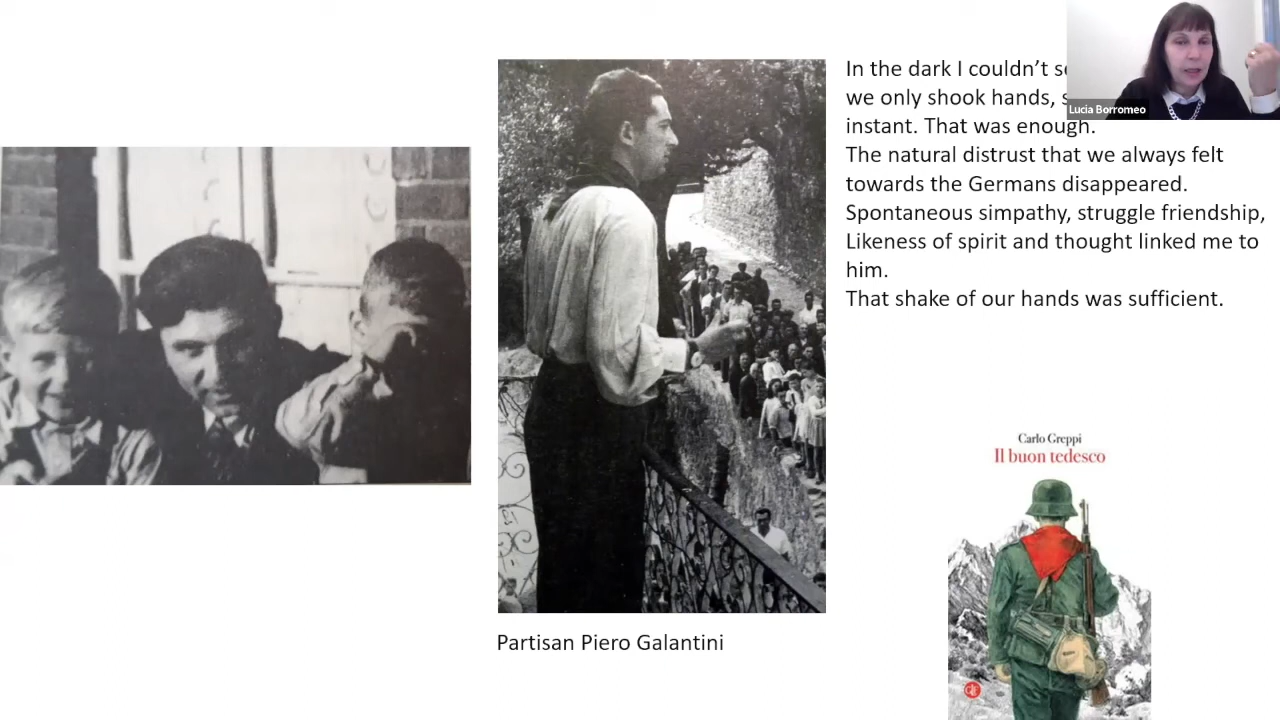 In the dark I couldn’t
we only shook hands,
instant. That was enough.
The natural distrust that we always felt
towards the Germans disappeared.
Spontaneous simpathy, struggle friendship,
Likeness of spirit and thought linked me to
him.
That shake of our hands was sufficient.
Lucia Borromeo
Carlo Greppi
Il buon tedesco
Partisan Piero Galantini